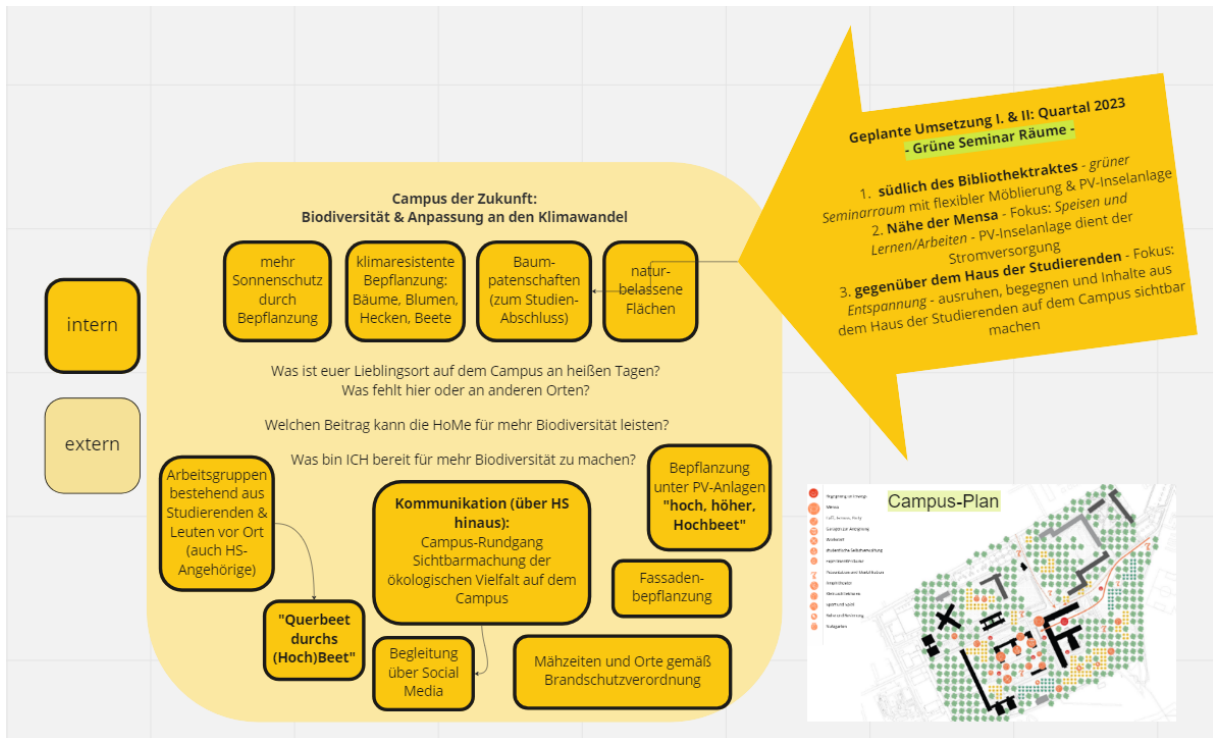 Geplante Umsetzung I. & II: Quartal 2023
- Grüne Seminar Räume -
1. südlich des Bibliothektraktes - grüner
Seminarraum mit flexibler Möblierung & PV-Inselanlage
2. Nähe der Mensa - Fokus: Speisen und
Lernen/Arbeiten - PV-Inselanlage dient der
Stromversorgung
3. gegenüber dem Haus der Studierenden - Fokus:
Entspannung - ausruhen, begegnen und Inhalte aus
dem Haus der Studierenden auf dem Campus sichtbar
machen
Campus der Zukunft:
Biodiversität & Anpassung an den Klimawandel
mehr
Sonnenschutz
durch
Bepflanzung
klimaresistente
Bepflanzung:
Bäume, Blumen,
Hecken, Beete
Baum-
patenschaften
(zum Studien-
Abschluss)
natur-
belassene
Flächen
intern
extern
Was ist euer Lieblingsort auf dem Campus an heißen Tagen?
Was fehlt hier oder an anderen Orten?
Welchen Beitrag kann die HoMe für mehr Biodiversität leisten?
Was bin ICH bereit für mehr Biodiversität zu machen?
Arbeitsgruppen
bestehend aus
Studierenden &
Leuten vor Ort
(auch HS-
Angehörige)
"Querbeet
durchs
(Hoch)Beet"
Kommunikation (über HS
hinaus):
Campus-Rundgang
Sichtbarmachung der
ökologischen Vielfalt auf dem
Campus
Begleitung
über Social
Media
Bepflanzung
unter PV-Anlagen
"hoch, höher,
Hochbeet"
Fassaden-
bepflanzung
Mähzeiten und Orte gemäß
Brandschutzverordnung
Campus-Plan
Mensa